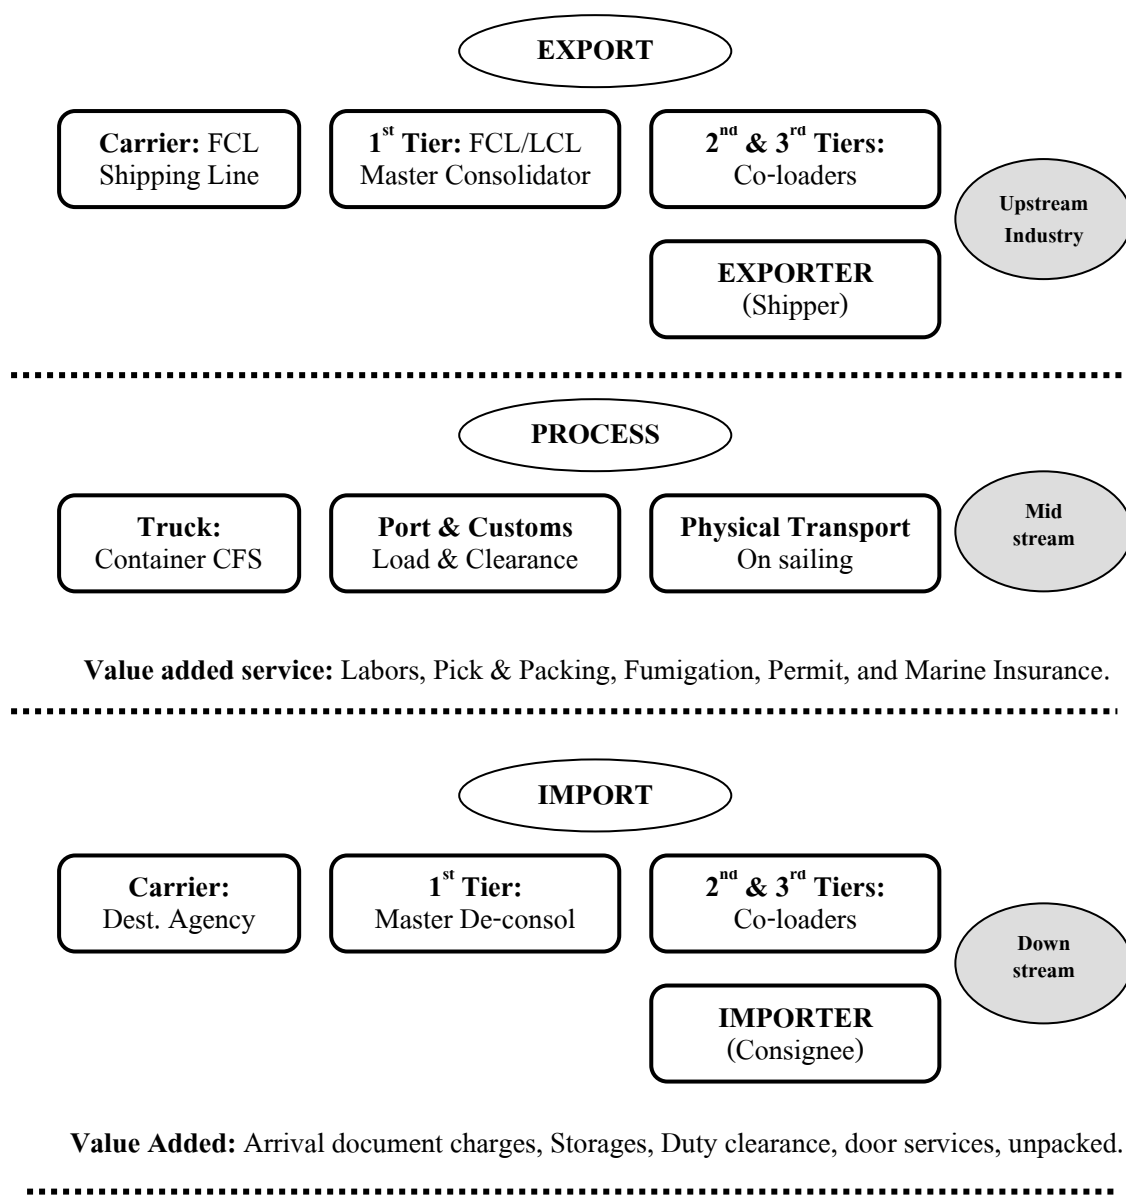 EXPORT
Carrier: FCL
Shipping Line
1st Tier: FCL/LCL
Master Consolidator
2nd & 3rd Tiers:
Co-loaders
Upstream
Industry
EXPORTER
(Shipper)
PROCESS
Truck:
Container CFS
Port & Customs
Load & Clearance
Physical Transport
On sailing
Mid
stream
Value added service: Labors, Pick & Packing, Fumigation, Permit, and Marine Insurance.
IMPORT
Carrier:
Dest. Agency
1st Tier:
Master De-consol
2nd & 3rd Tiers:
Co-loaders
Down
stream
IMPORTER
(Consignee)
Value Added: Arrival document charges, Storages, Duty clearance, door services, unpacked.